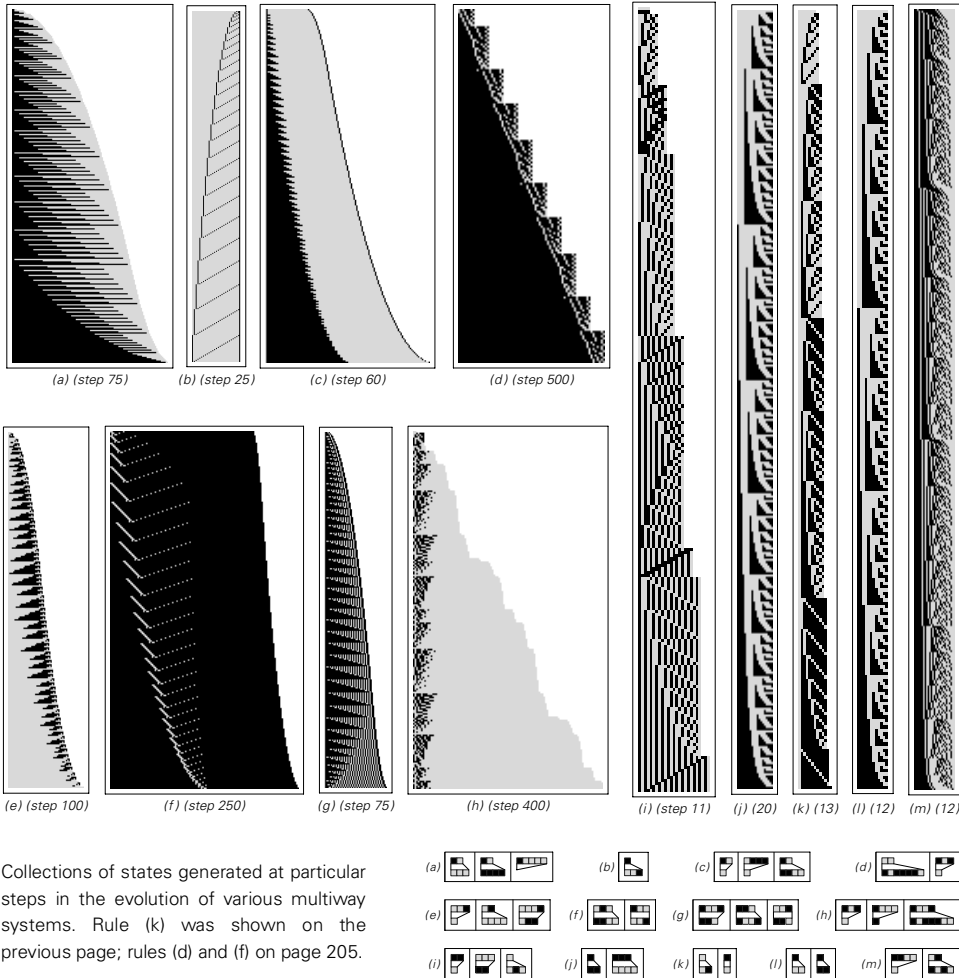 (a) (step 75) (b) (step 25) (c) (step 60) (d) (step 500)
(e) (step 100) (f) (step 250) (g) (step 75) (h) (step 400) (i) (step 11) (j) (20) (k) (13) (l) (12) (m) (12)
Collections of states generated at particular
steps in the evolution of various multiway
systems. Rule (k) was shown on the
previous page; rules (d) and (f) on page 205.
(a) (b) (c) (d)
(e) (f) (g) (h)
(i) (j) (k) (l) (m)